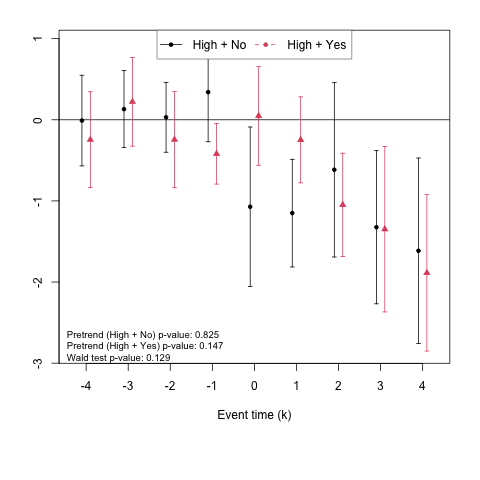 High + No High + Yes
1
0
-1
-2
-3
Pretrend (High + No) p-value: 0.825
Pretrend (High + Yes) p-value: 0.147
Wald test p-value: 0.129
-4 -3 -2 -1 0 1 2 3 4
Event time (k)